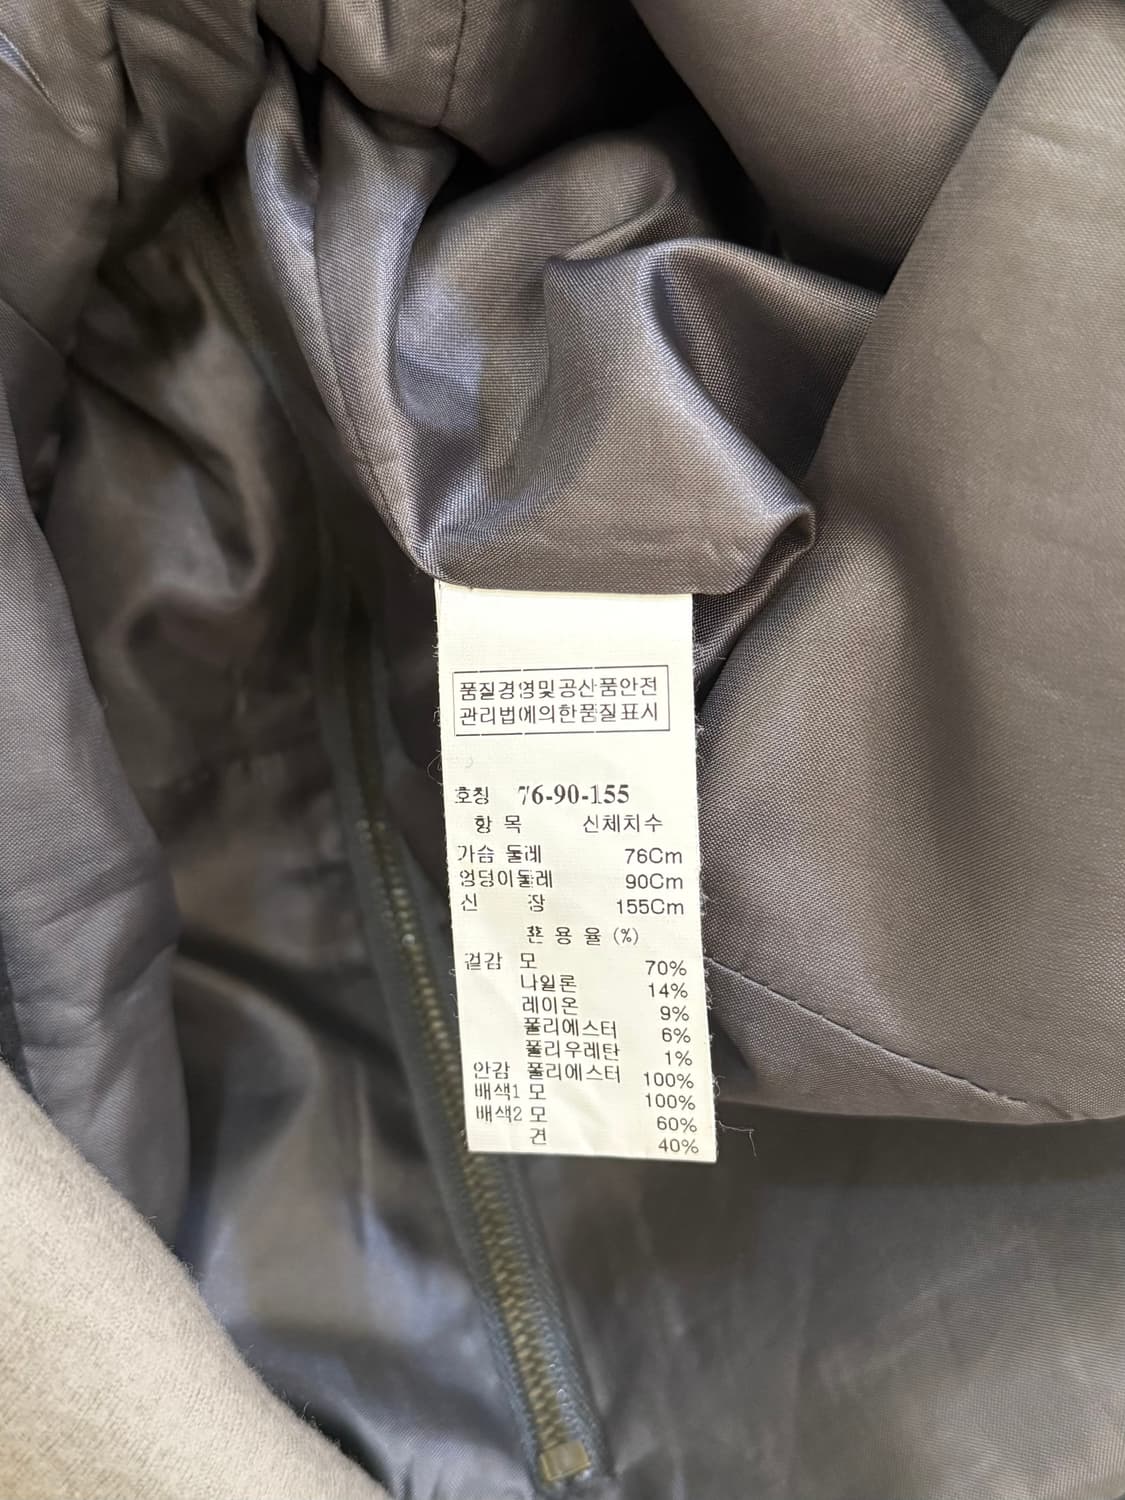 품질경영및공산품안전
관리법에의한품질표시
호칭 76-90-155
항 목 신체치수
가슴 둘레 76Cm
엉덩이둘레 90Cm
신 장 155Cm
혼 용 율 (%)
겉감 모 70%
나일론 14%
레이온 9%
폴리에스터 6%
폴리우레탄 1%
안감 폴리에스터 100%
배색1 모 100%
배색2 모 60%
견 40%